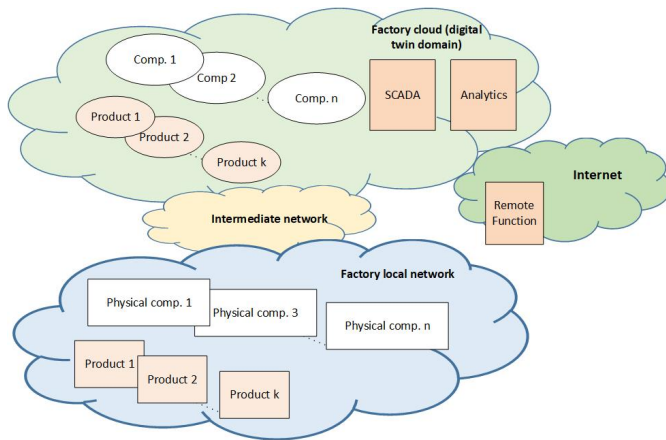 Factory cloud (digital
twin domain)
Comp. 1
Comp 2
Comp. n
SCADA
Analytics
Product 1
Product 2
Product k
Internet
Remote
Function
Intermediate network
Factory local network
Physical comp. 1
Physical comp. 3
Physical comp. n
Product 1
Product 2
Product k